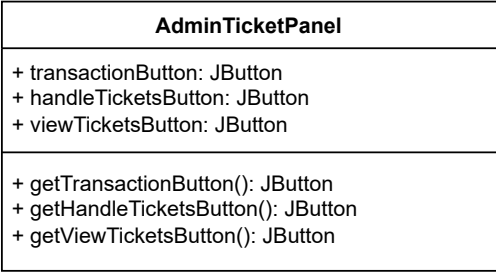 AdminTicketPanel
+ transactionButton: JButton
+ handleTicketsButton: JButton
+ viewTicketsButton: JButton
+ getTransactionButton(): JButton
+ getHandleTicketsButton(): JButton
+ getViewTicketsButton(): JButton